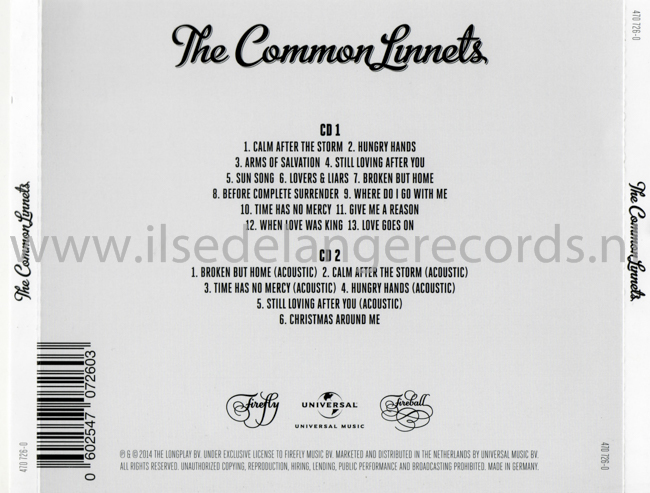 The Common Linnets
470 726-0
CD 1
1. CALM AFTER THE STORM 2. HUNGRY HANDS
3. ARMS OF SALVATION 4. STILL LOVING AFTER YOU
5. SUN SONG 6. LOVERS & LIARS 7. BROKEN BUT HOME
8. BEFORE COMPLETE SURRENDER 9. WHERE DO I GO WITH ME
10. TIME HAS NO MERCY 11. GIVE ME A REASON
12. WHEN LOVE WAS KING 13. LOVE GOES ON
www.ilsedelangerecords.n
CD 2
1. BROKEN BUT HOME (ACOUSTIC) 2. CALM AFTER THE STORM (ACOUSTIC)
3. TIME HAS NO MERCY (ACOUSTIC) 4. HUNGRY HANDS (ACOUSTIC)
5. STILL LOVING AFTER YOU (ACOUSTIC)
6. CHRISTMAS AROUND ME
The Common Linnets
The Common Linnets
0 602547 072603
Firefly
UNIVERSAL
UNIVERSAL MUSIC
Fireball
470 726-0
470 726-0
℗ & © 2014 THE LONGPLAY BV. UNDER EXCLUSIVE LICENSE TO FIREFLY MUSIC BV. MARKETED AND DISTRIBUTED IN THE NETHERLANDS BY UNIVERSAL MUSIC BV.
ALL RIGHTS RESERVED. UNAUTHORIZED COPYING, REPRODUCTION, HIRING, LENDING, PUBLIC PERFORMANCE AND BROADCASTING PROHIBITED. MADE IN GERMANY.